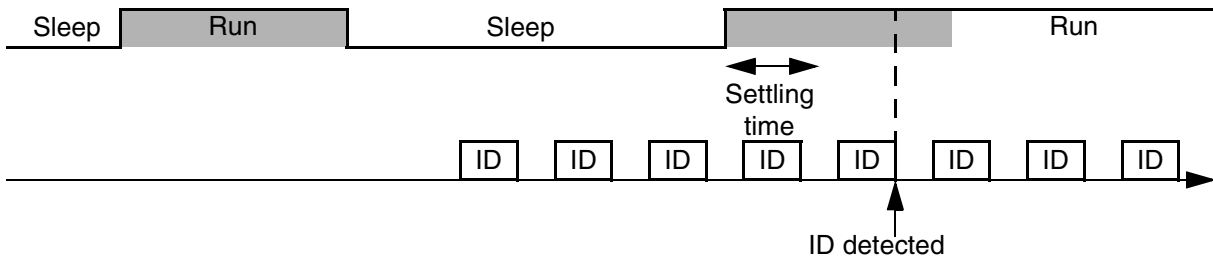 Sleep Run Sleep Run
Settling
time
ID ID ID ID ID ID ID ID
ID detected